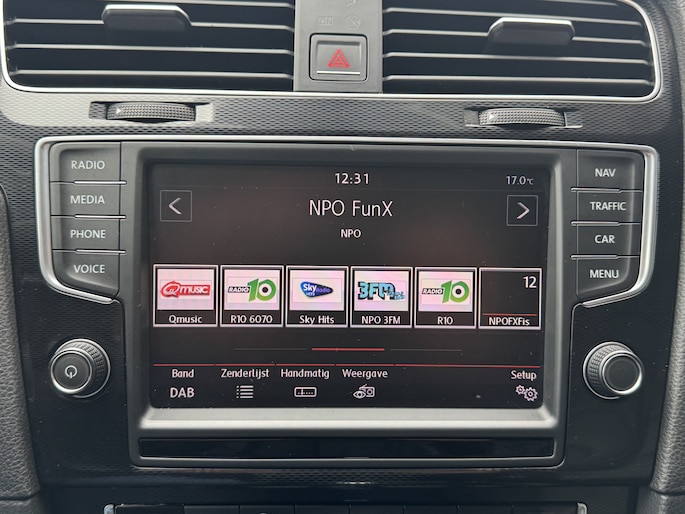 RADIO
MEDIA
PHONE
VOICE
12:31
17.0°C
NPO FunX
NPO
Q MUSIC
Qmusic
RADIO 10
R10 6070
Sky Radio
Sky Hits
3FM
NPO 3FM
RADIO 10
R10
12
NPOFXFis
Band
DAB
Zenderlijst
Handmatig
Weergave
Setup
NAV
TRAFFIC
CAR
MENU